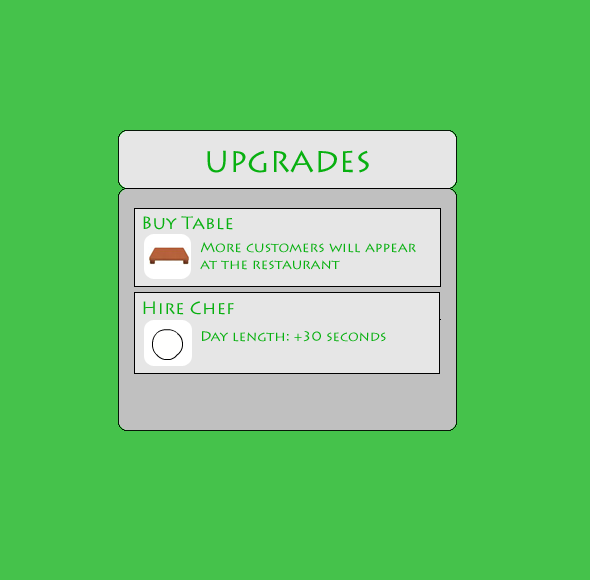 UPGRADES
Buy Table
More customers will appear
at the restaurant
Hire Chef
Day length: +30 seconds